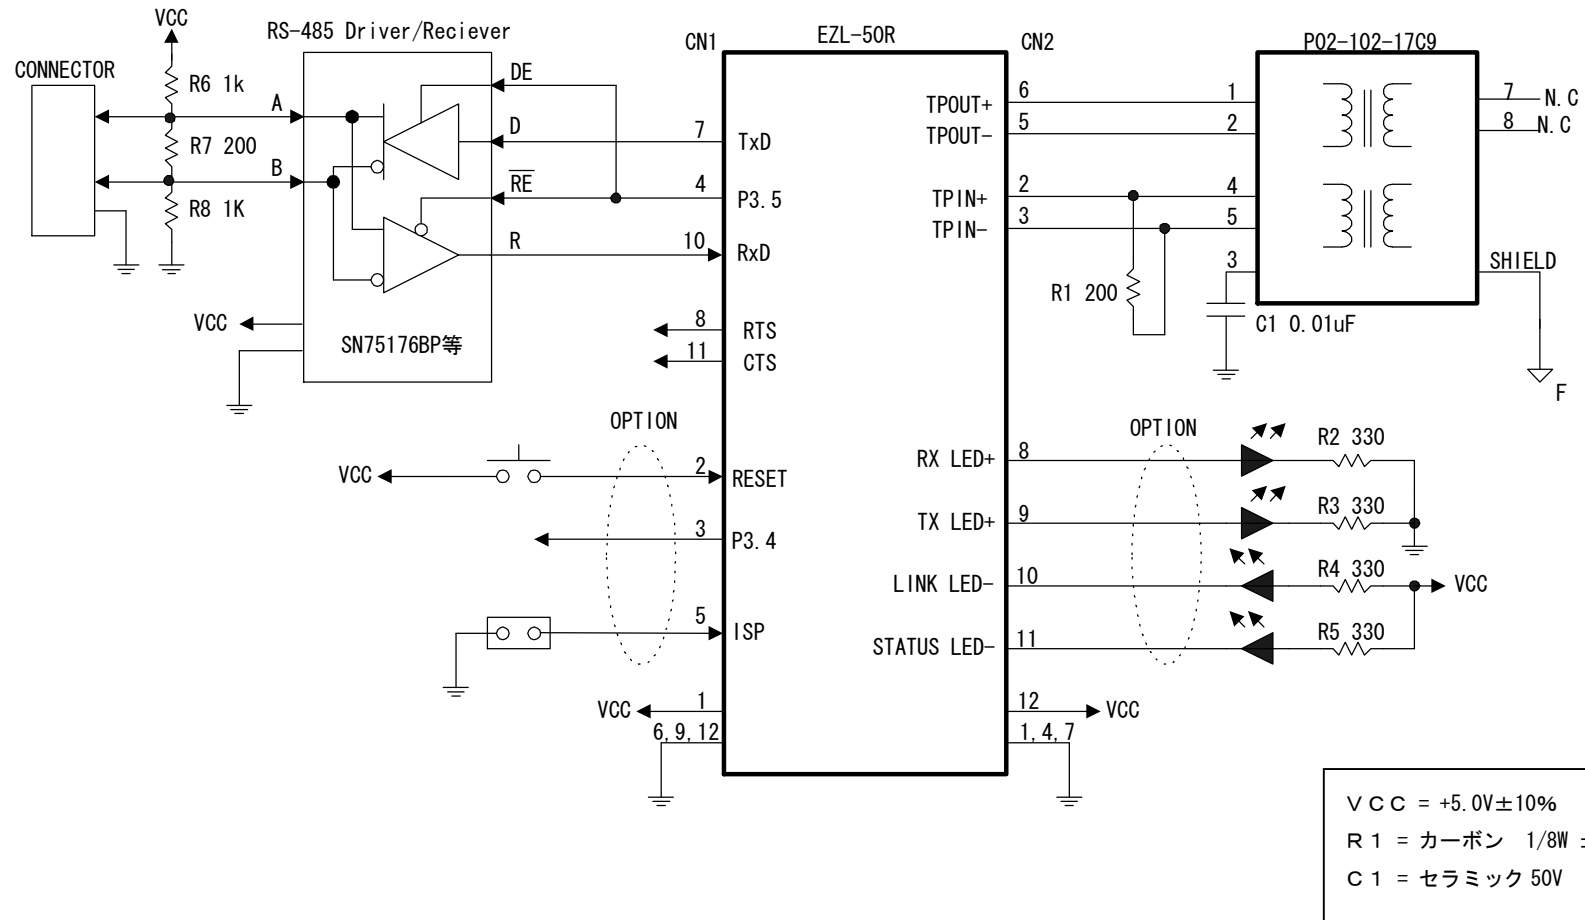 VCC
RS-485 Driver/Reciever
CONNECTOR
R6 1k
A
R7 200
B
R8 1K
DE
D
RE
R
VCC
SN75176BP等
CN1
EZL-50R
CN2
7
TxD
4
P3.5
10
RxD
8
RTS
11
CTS
OPTION
VCC
2
RESET
3
P3.4
5
ISP
VCC
1
6,9,12
TPOUT+
6
TPOUT-
5
TPIN+
2
TPIN-
3
R1 200
P02-102-17C9
1
2
4
5
3
7
N.C
8
N.C
SHIELD
C1 0.01uF
F
OPTION
RX LED+
8
R2 330
TX LED+
9
R3 330
LINK LED-
10
R4 330
VCC
STATUS LED-
11
R5 330
12
VCC
1,4,7
VCC = +5.0V±10%
R1 = カーボン 1/8W
C1 = セラミック 50V